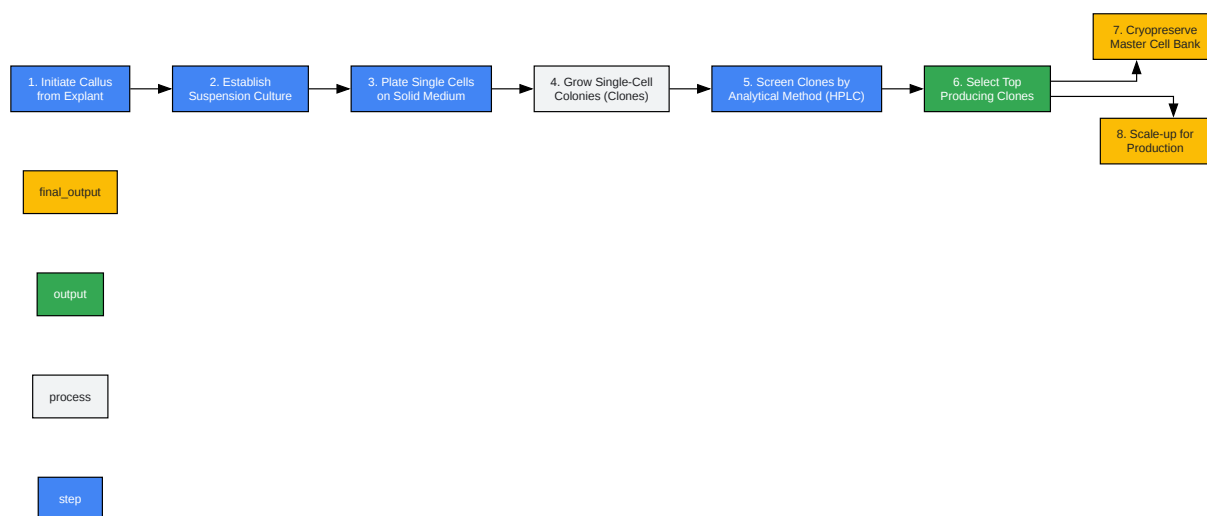 1. Initiate Callus
from Explant
2. Establish
Suspension Culture
3. Plate Single Cells
on Solid Medium
4. Grow Single-Cell
Colonies (Clones)
5. Screen Clones by
Analytical Method (HPLC)
6. Select Top
Producing Clones
7. Cryopreserve
Master Cell Bank
8. Scale-up for
Production
final_output
output
process
step